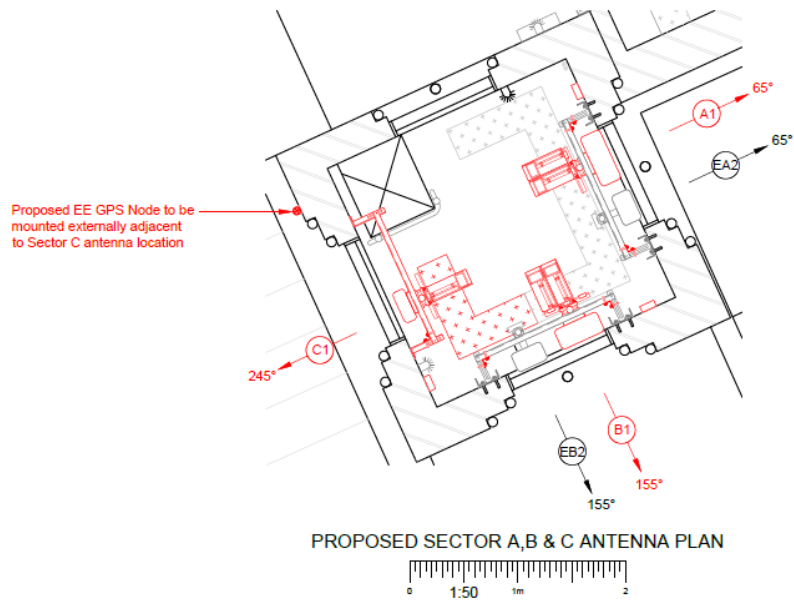 A1
65°
EA2
65°
Proposed EE GPS Node to be
mounted externally adjacent
to Sector C antenna location
C1
245°
B1
155°
EB2
155°
PROPOSED SECTOR A,B & C ANTENNA PLAN
0 1:50 1m 2